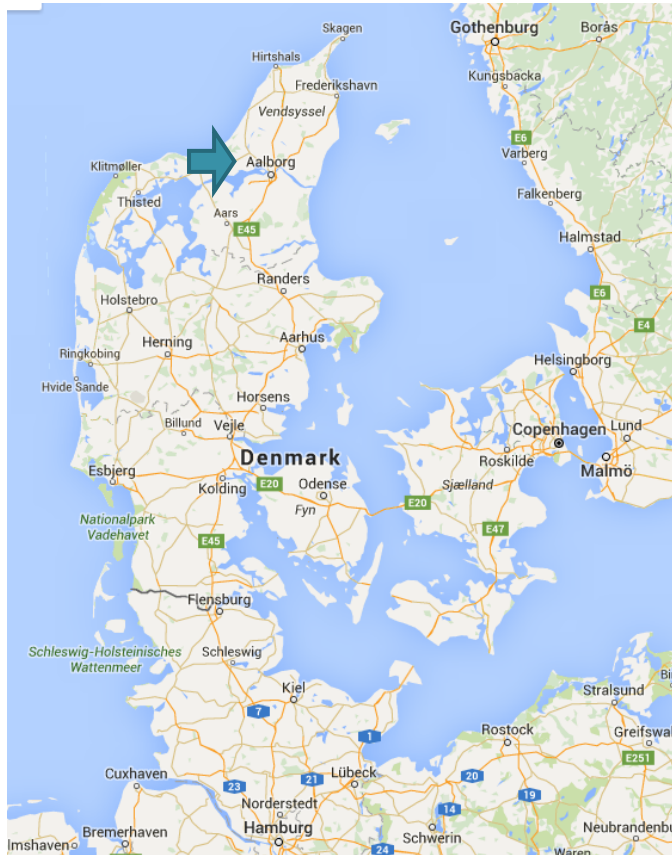 Skagen
Gothenburg
Borås
Hirtshals
Kungsbacka
Frederikshavn
Vendsyssel
E6
Varberg
Aalborg
Klitmøller
Thisted
Falkenberg
Aars
E45
Halmstad
Randers
E6
Holstebro
E4
Aarhus
Herning
Ringkobing
Helsingborg
Hvide Sande
Horsens
Billund
Vejle
Copenhagen
Lund
Denmark
Roskilde
Malmö
Esbjerg
Kolding
E20
Odense
Sjælland
E20
Fyn
Nationalpark
Vadehavet
E47
E45
Flensburg
Schleswig-Holsteinisches
Wattenmeer
Schleswig
Kiel
Stralsund
7
1
Rostock
Greifswa
E251
Cuxhaven
23
21
Lübeck
20
19
Norderstedt
14
Bremerhaven
Hamburg
Schwerin
Neubrandenbu
lmshaven
24
Waren